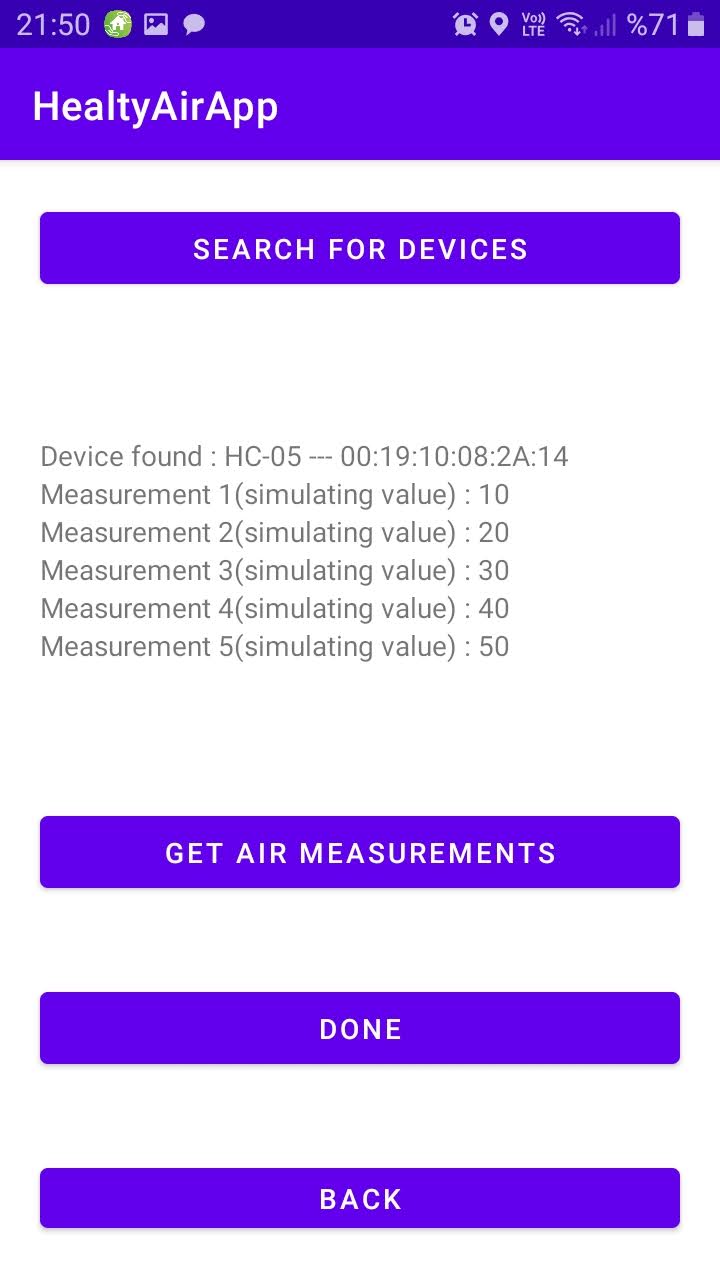 21:50 Vo)) LTE %71
HealtyAirApp
SEARCH FOR DEVICES
Device found : HC-05 --- 00:19:10:08:2A:14
Measurement 1(simulating value) : 10
Measurement 2(simulating value) : 20
Measurement 3(simulating value) : 30
Measurement 4(simulating value) : 40
Measurement 5(simulating value) : 50
GET AIR MEASUREMENTS
DONE
BACK